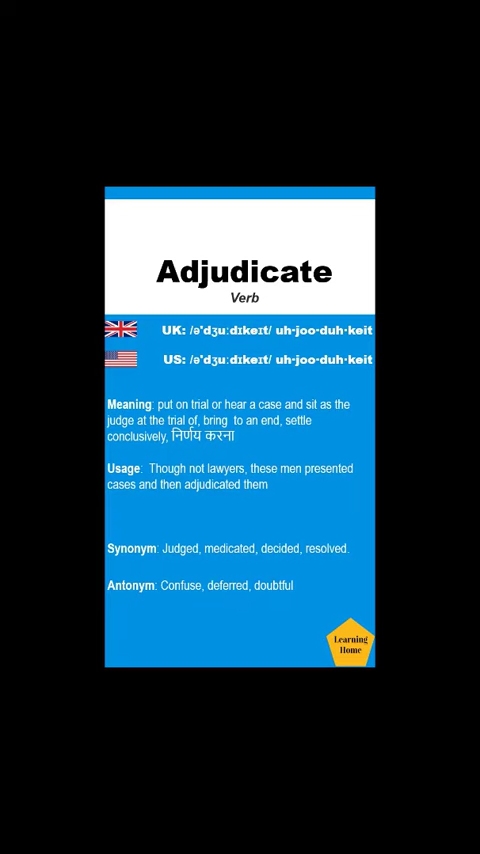 Adjudicate
Verb
UK: /ə'dʒuːdɪkeɪt/ uh·joo·duh·keit
US: /ə'dʒuːdɪkeɪt/ uh·joo·duh·keit
Meaning: put on trial or hear a case and sit as the
judge at the trial of, bring to an end, settle
conclusively, निर्णय करना
Usage: Though not lawyers, these men presented
cases and then adjudicated them
Synonym: Judged, medicated, decided, resolved.
Antonym: Confuse, deferred, doubtful
Learning
Home